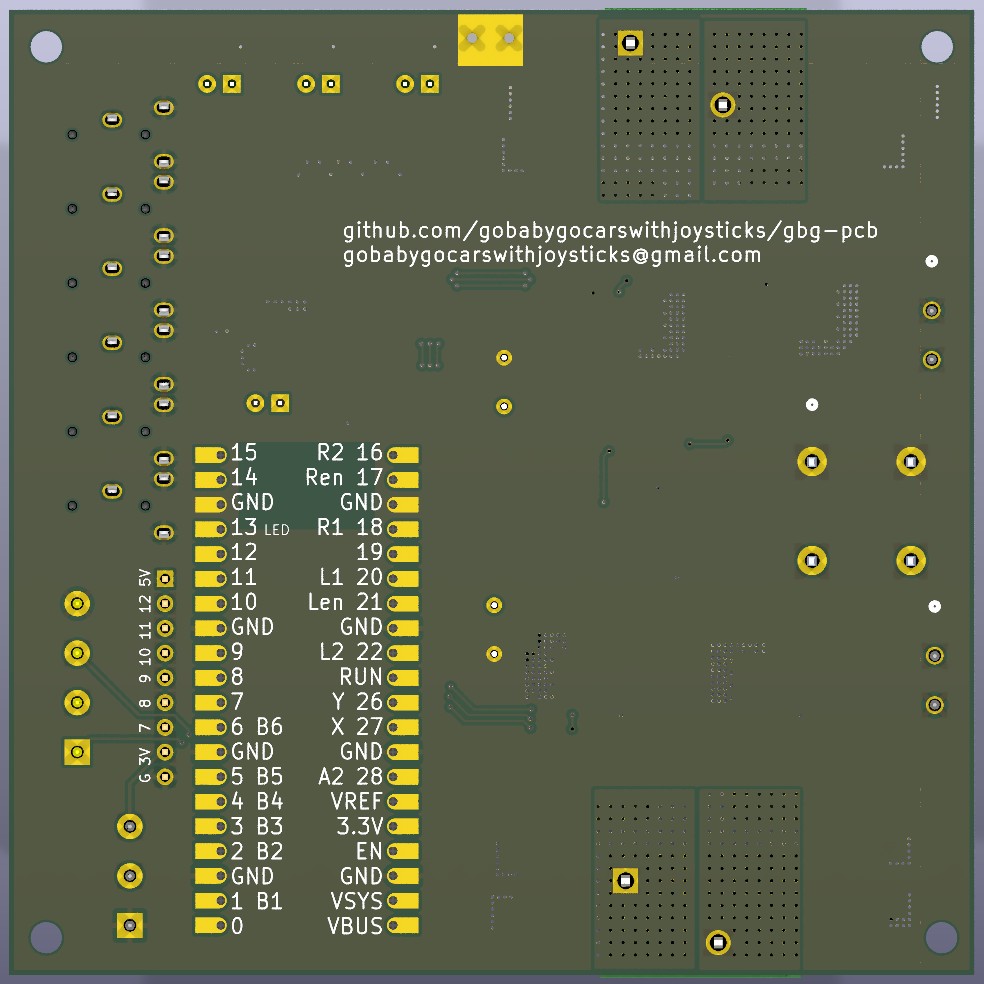 github.com/gobabygocarswithjoysticks/gbg-pcb
gobabygocarswithjoysticks@gmail.com
15 R2 16
14 Ren 17
GND GND
13 LED R1 18
12 19
11 L1 20
10 Len 21
GND GND
9 L2 22
8 RUN
7 Y 26
6 B6 X 27
GND GND
5 B5 A2 28
4 B4 VREF
3 B3 3.3V
2 B2 EN
GND GND
1 B1 VSYS
0 VBUS
G 3V 7 8 9 10 11 12 5V